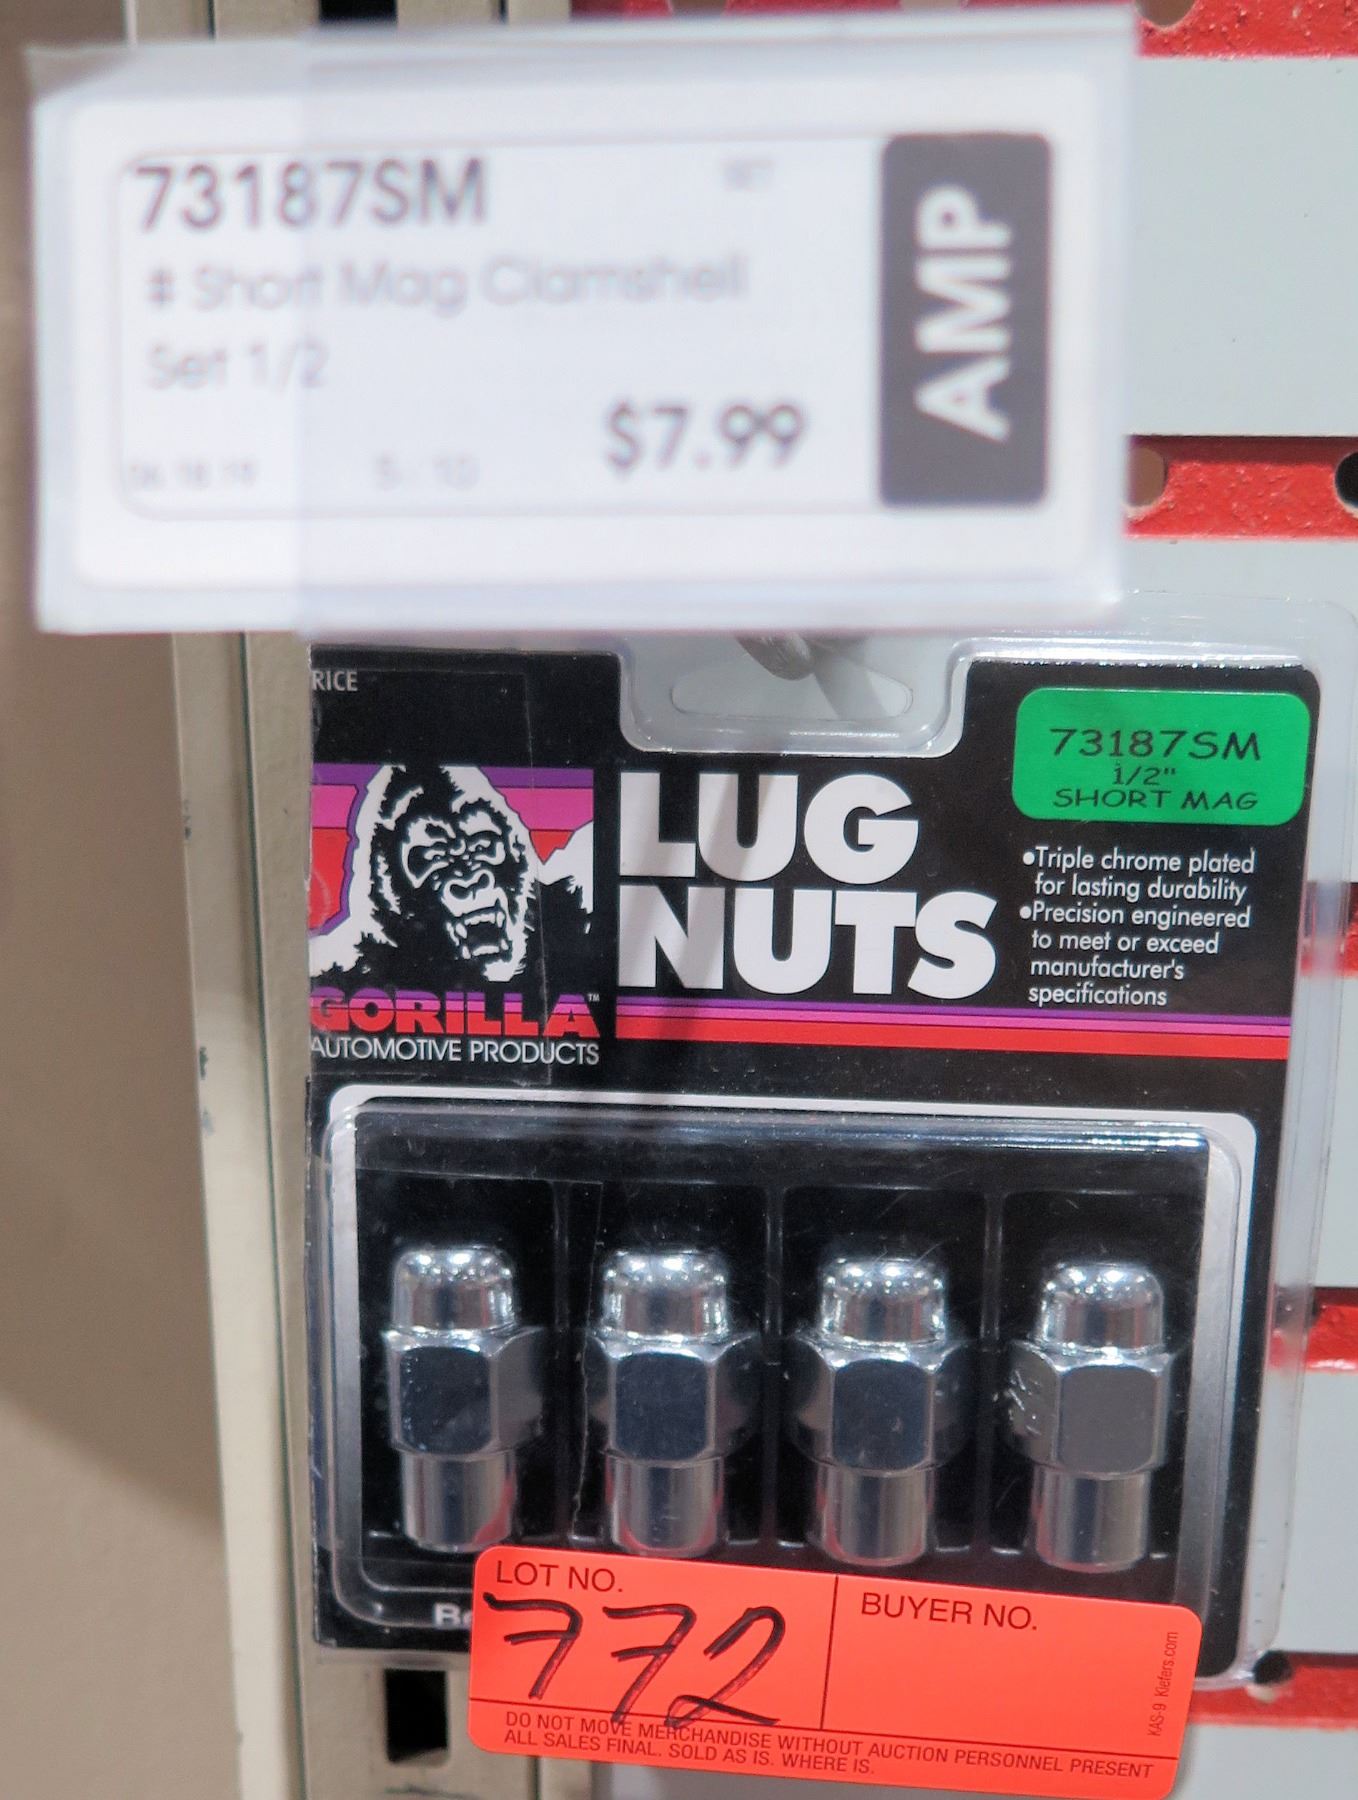 73187SM
# Short Mag Clamshell
Set 1/2
$7.99
5 - 10
AMP
RICE
73187SM
1/2"
SHORT MAG
LUG
NUTS
•Triple chrome plated
for lasting durability
•Precision engineered
to meet or exceed
manufacturer's
specifications
GORILLA™
AUTOMOTIVE PRODUCTS
LOT NO.
772
BUYER NO.
KAS-9 Kiefers.com
DO NOT MOVE MERCHANDISE WITHOUT AUCTION PERSONNEL PRESENT
ALL SALES FINAL. SOLD AS IS. WHERE IS.